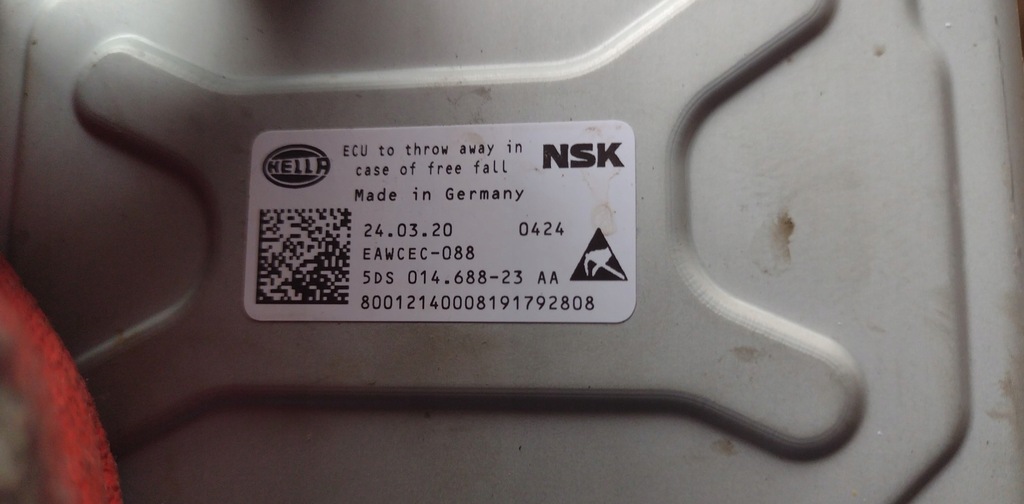 HELLA
ECU to throw away in
case of free fall
NSK
Made in Germany
24.03.20 0424
EAWCEC-088
5DS 014.688-23 AA
80012140008191792808